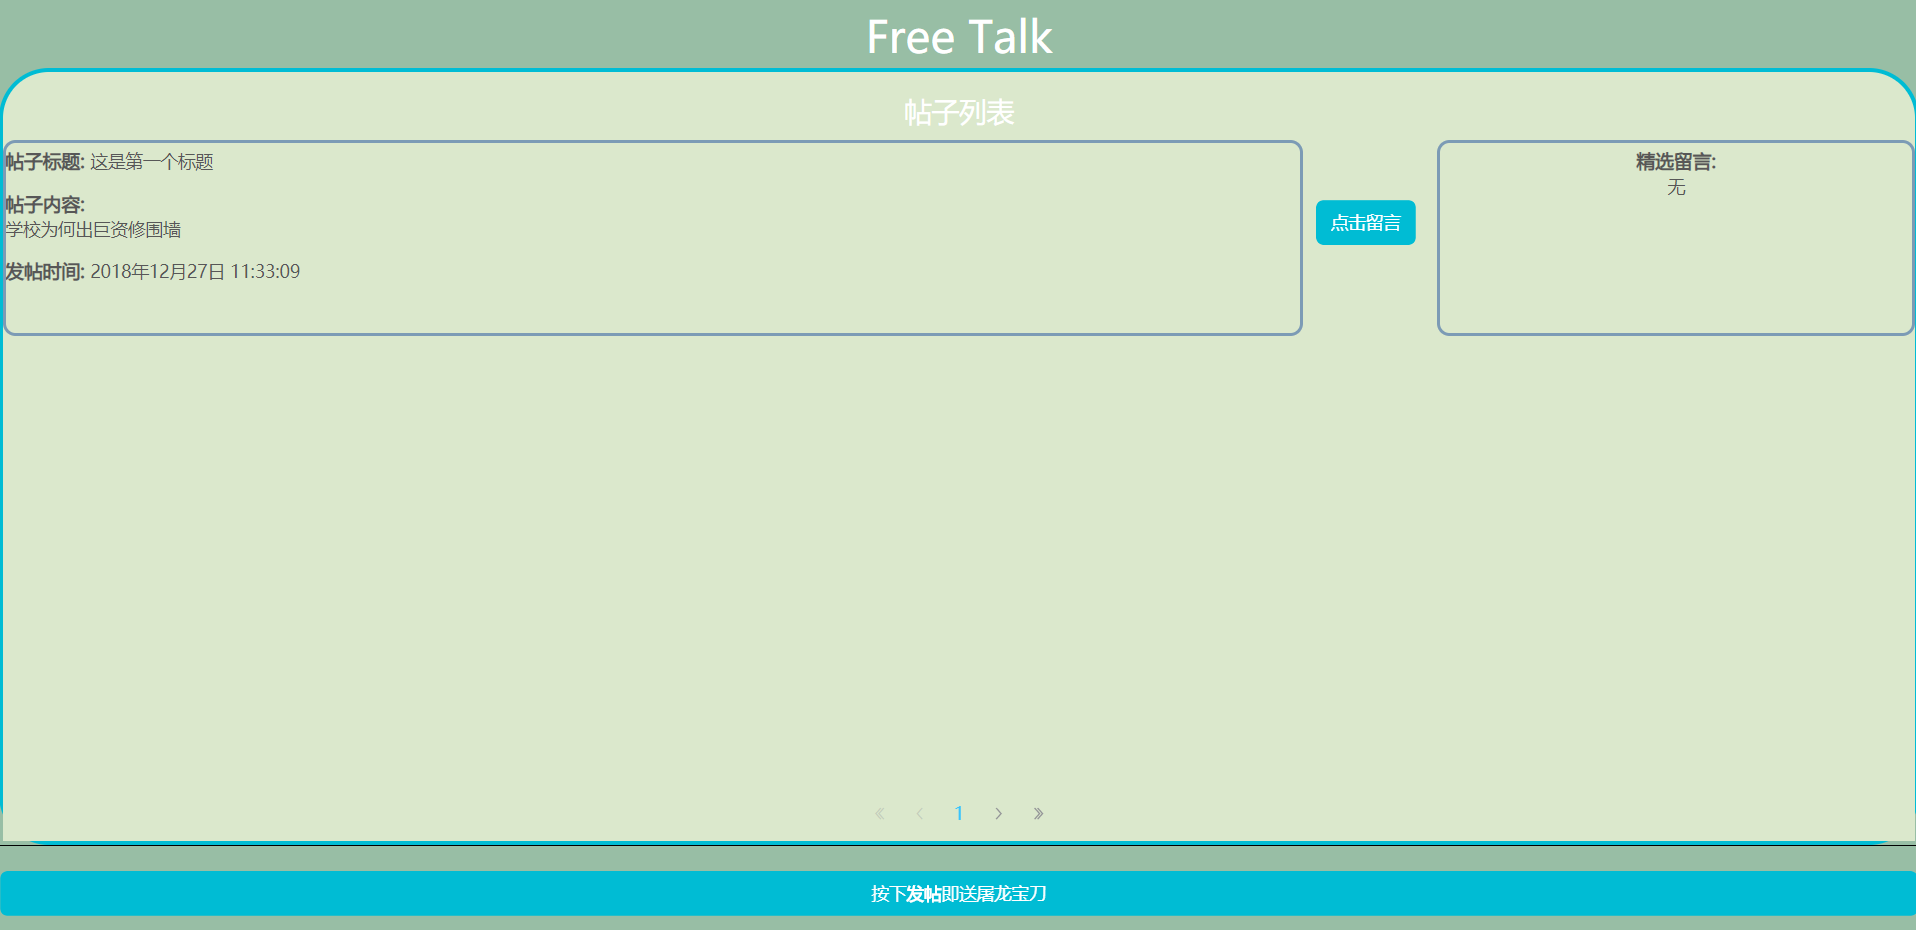 Free Talk
帖子列表
帖子标题: 这是第一个标题
帖子内容:
学校为何出巨资修围墙
发帖时间: 2018年12月27日 11:33:09
点击留言
精选留言:
无
« ‹ 1 › »
按下发帖即送屠龙宝刀